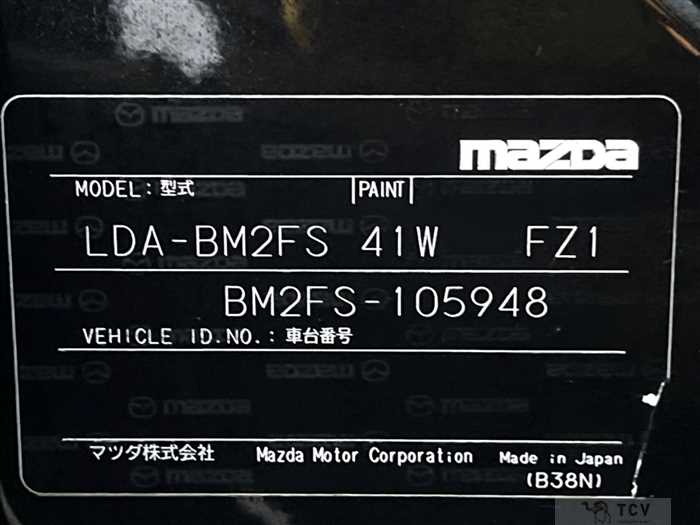 mazDa
MODEL: 型式 PAINT
LDA-BM2FS 41W FZ1
BM2FS-105948
VEHICLE ID.NO.: 車台番号
マツダ株式会社 Mazda Motor Corporation Made in Japan
(B38N)
TCV